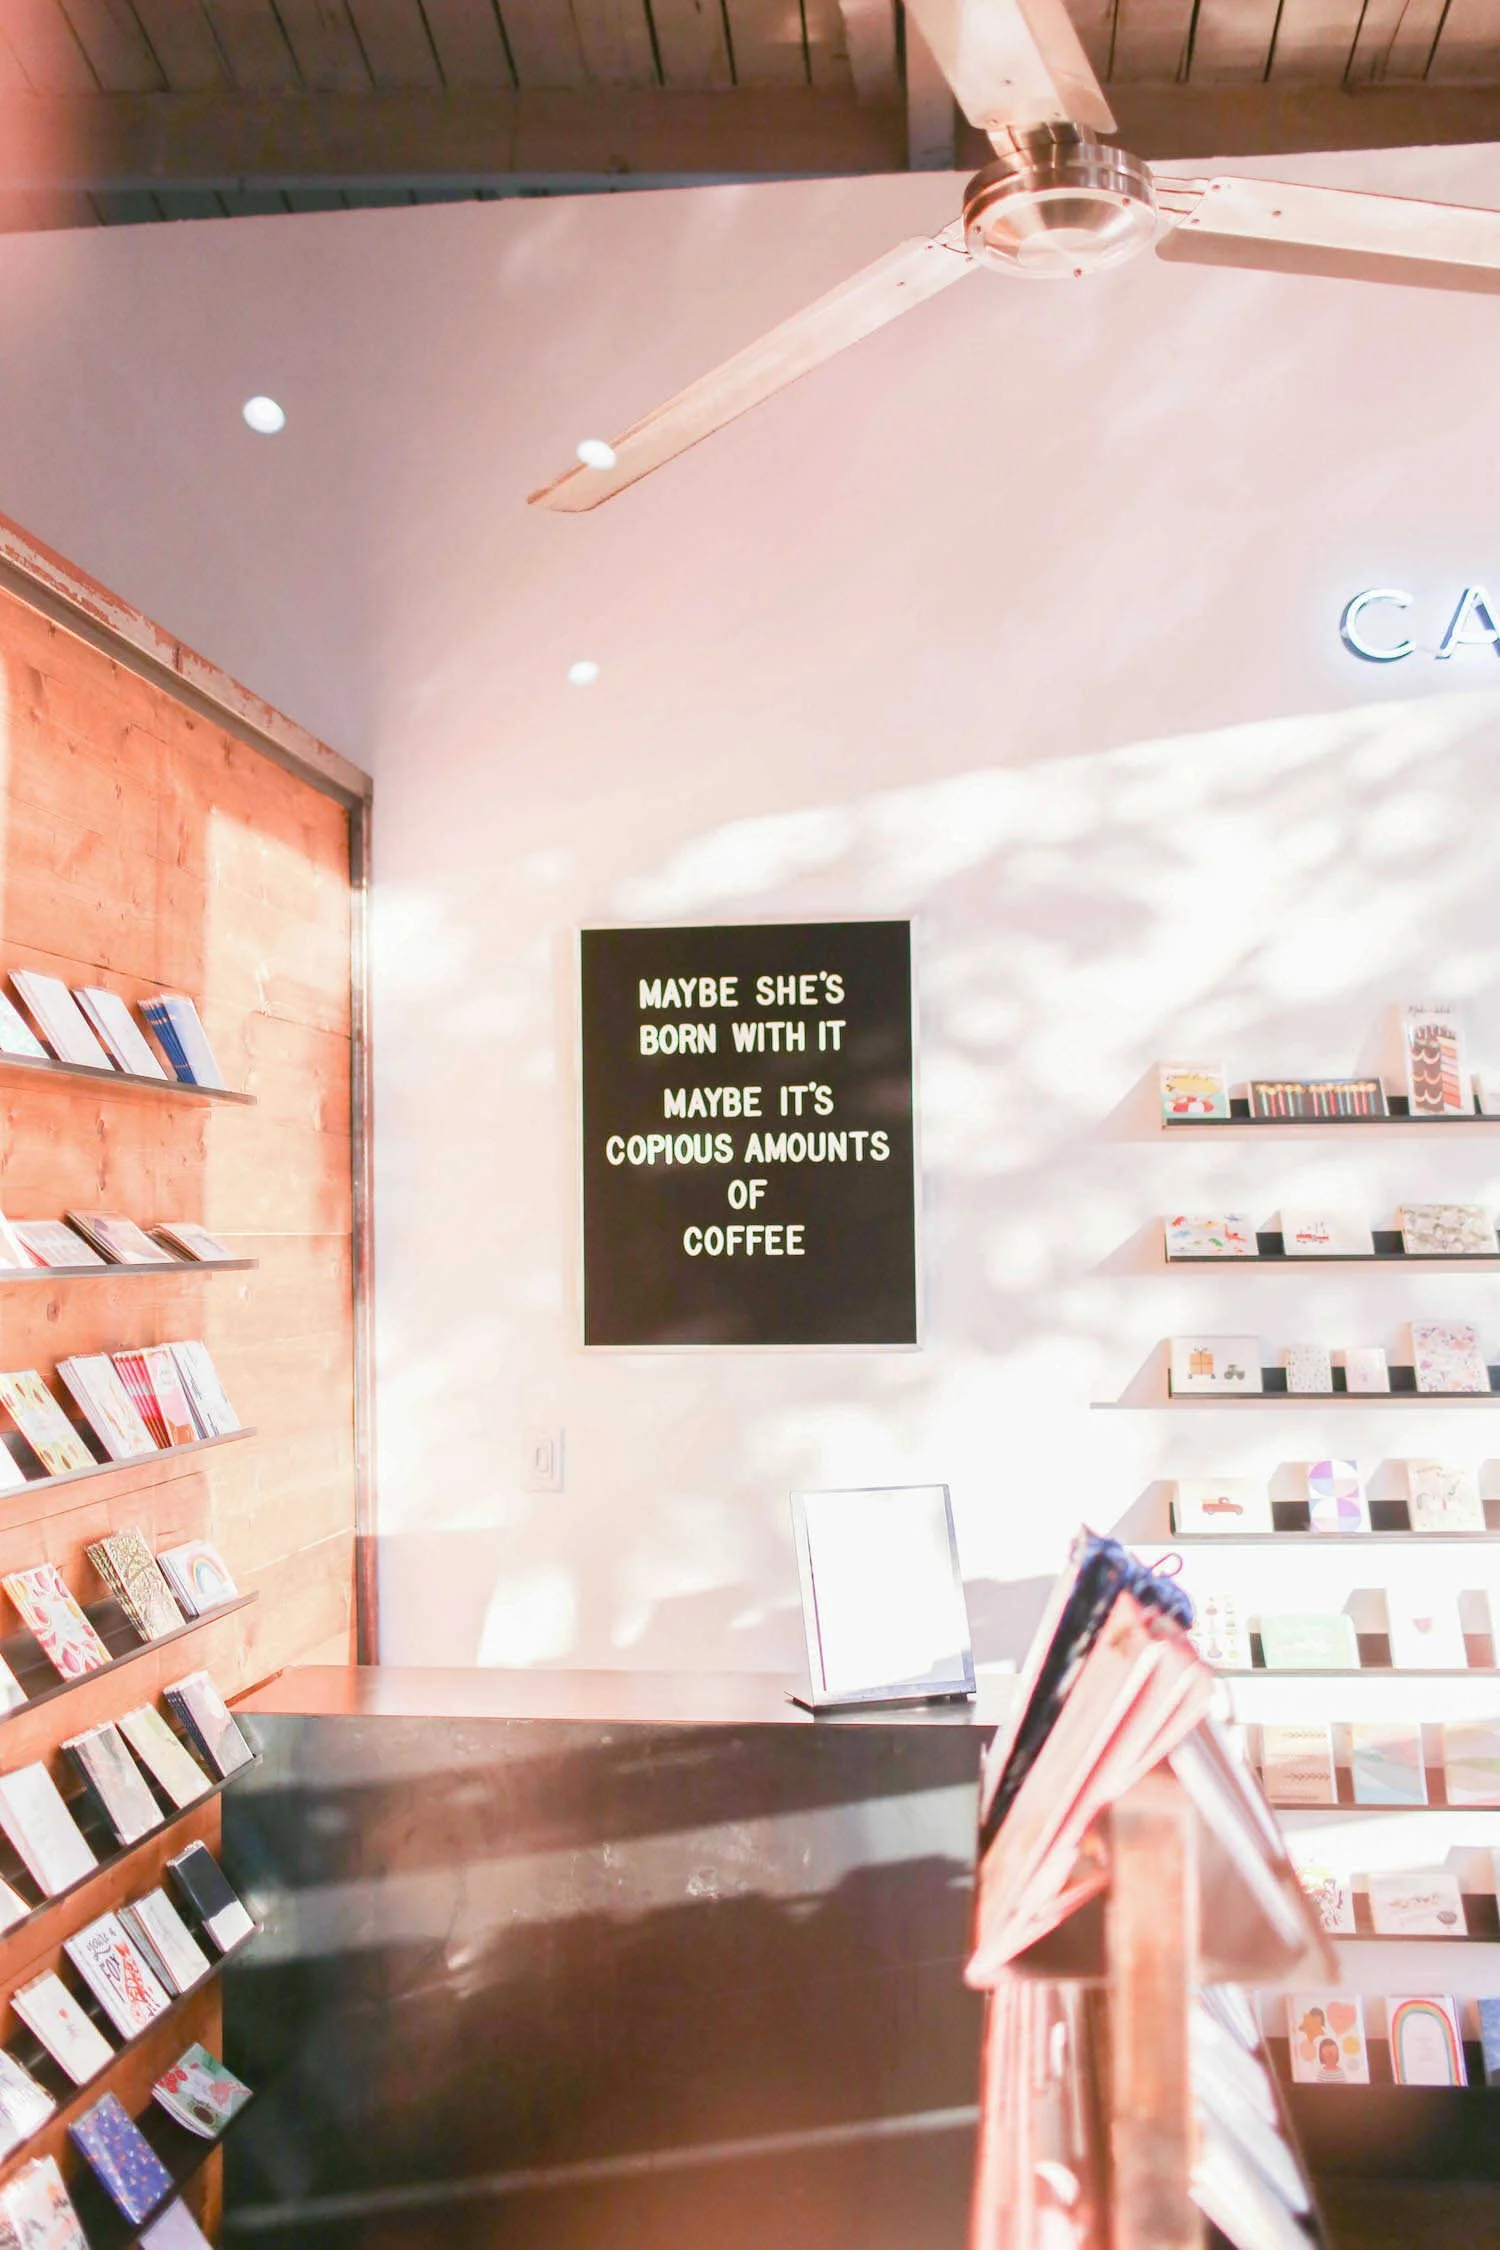 CA
MAYBE SHE'S
BORN WITH IT
MAYBE IT'S
COPIOUS AMOUNTS
OF
COFFEE